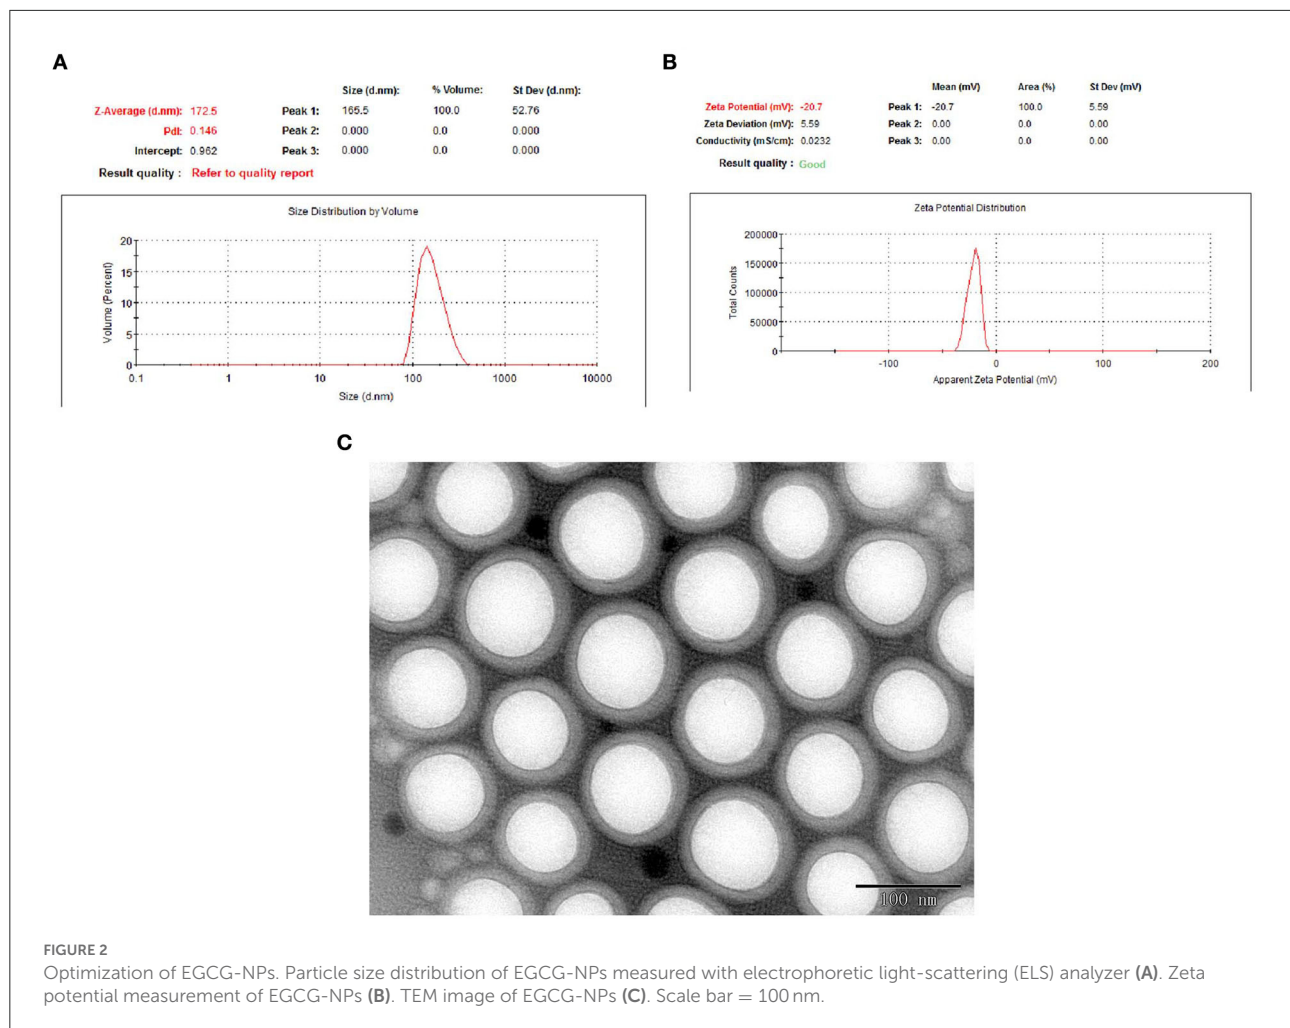 A
Size (d.nm): % Volume: St Dev (d.nm):
Z-Average (d.nm): 172.5 Peak 1: 165.5 100.0 52.76
PdI: 0.146 Peak 2: 0.000 0.0 0.000
Intercept: 0.962 Peak 3: 0.000 0.0 0.000
Result quality : Refer to quality report
Size Distribution by Volume
Volume (Percent)
20
15
10
5
0
0.1 1 10 100 1000 10000
Size (d.nm)
B
Mean (mV) Area (%) St Dev (mV)
Zeta Potential (mV): -20.7 Peak 1: -20.7 100.0 5.59
Zeta Deviation (mV): 5.59 Peak 2: 0.00 0.0 0.00
Conductivity (mS/cm): 0.0232 Peak 3: 0.00 0.0 0.00
Result quality : Good
Zeta Potential Distribution
Total Counts
200000
150000
100000
50000
0
-100 0 100 200
Apparent Zeta Potential (mV)
C
100 nm
FIGURE 2
Optimization of EGCG-NPs. Particle size distribution of EGCG-NPs measured with electrophoretic light-scattering (ELS) analyzer (A). Zeta
potential measurement of EGCG-NPs (B). TEM image of EGCG-NPs (C). Scale bar = 100 nm.